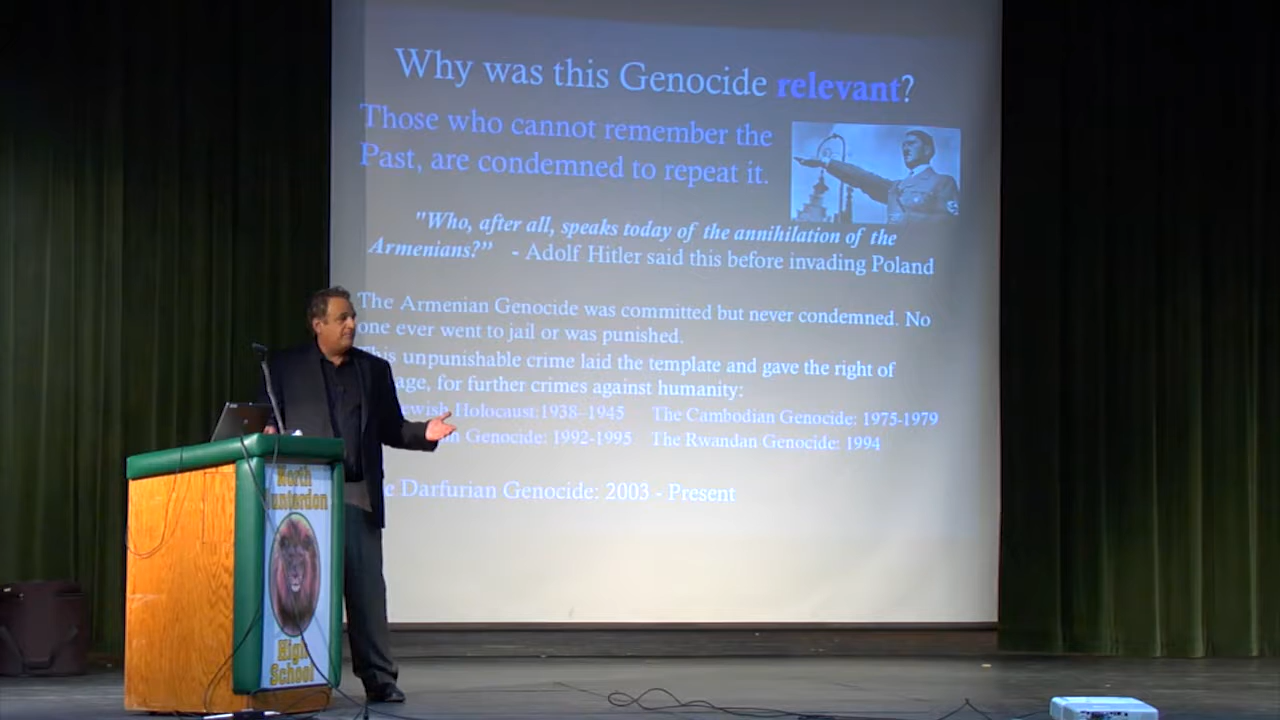 Why was this Genocide relevant?
Those who cannot remember the
Past, are condemned to repeat it.
"Who, after all, speaks today of the annihilation of the
Armenians?” - Adolf Hitler said this before invading Poland
The Armenian Genocide was committed but never condemned. No
one ever went to jail or was punished.
This unpunishable crime laid the template and gave the right of
age, for further crimes against humanity:
ewish Holocaust:1938-1945 The Cambodian Genocide: 1975-1979
n Genocide: 1992-1995 The Rwandan Genocide: 1994
e Darfurian Genocide: 2003 - Present
North
unterdon
High
School